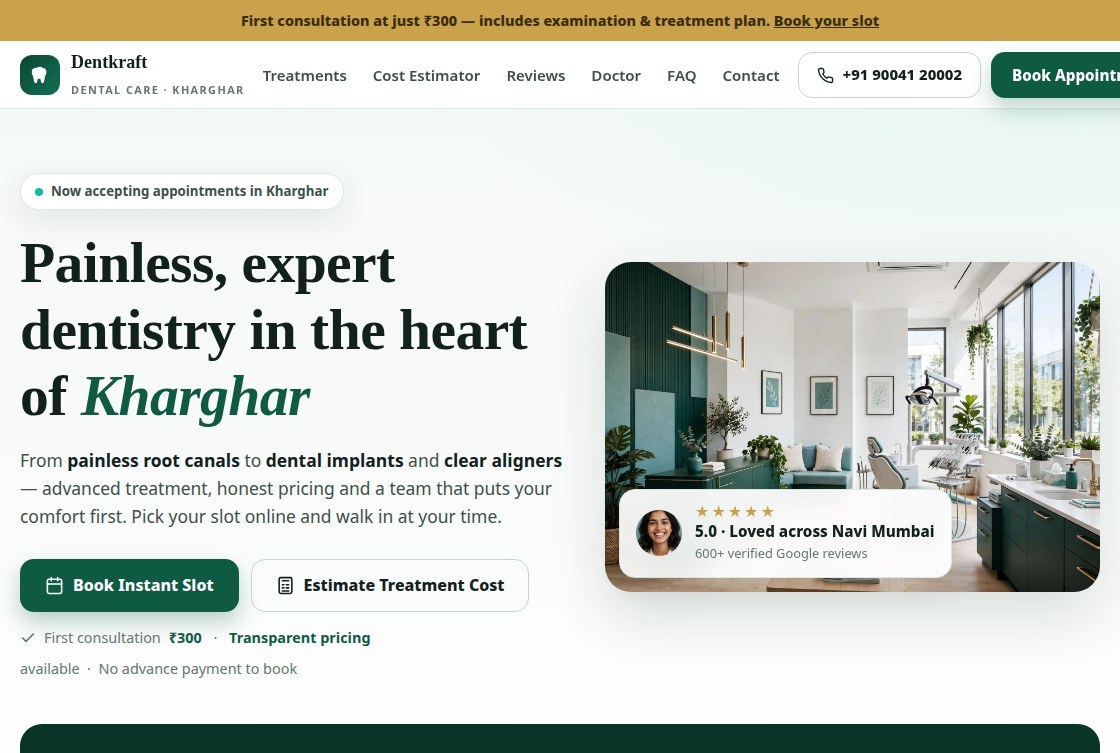 First consultation at just ₹300 — includes examination & treatment plan. Book your slot
Dentkraft
DENTAL CARE · KHARGHAR
Treatments
Cost Estimator
Reviews
Doctor
FAQ
Contact
+91 90041 20002
Book
Now accepting appointments in Kharghar
Painless, expert
dentistry in the heart
of Kharghar
From painless root canals to dental implants and clear aligners
— advanced treatment, honest pricing and a team that puts your
comfort first. Pick your slot online and walk in at your time.
★★★★★
5.0 · Loved across Navi Mumbai
600+ verified Google reviews
Book Instant Slot
Estimate Treatment Cost
First consultation ₹300 · Transparent pricing
available · No advance payment to book